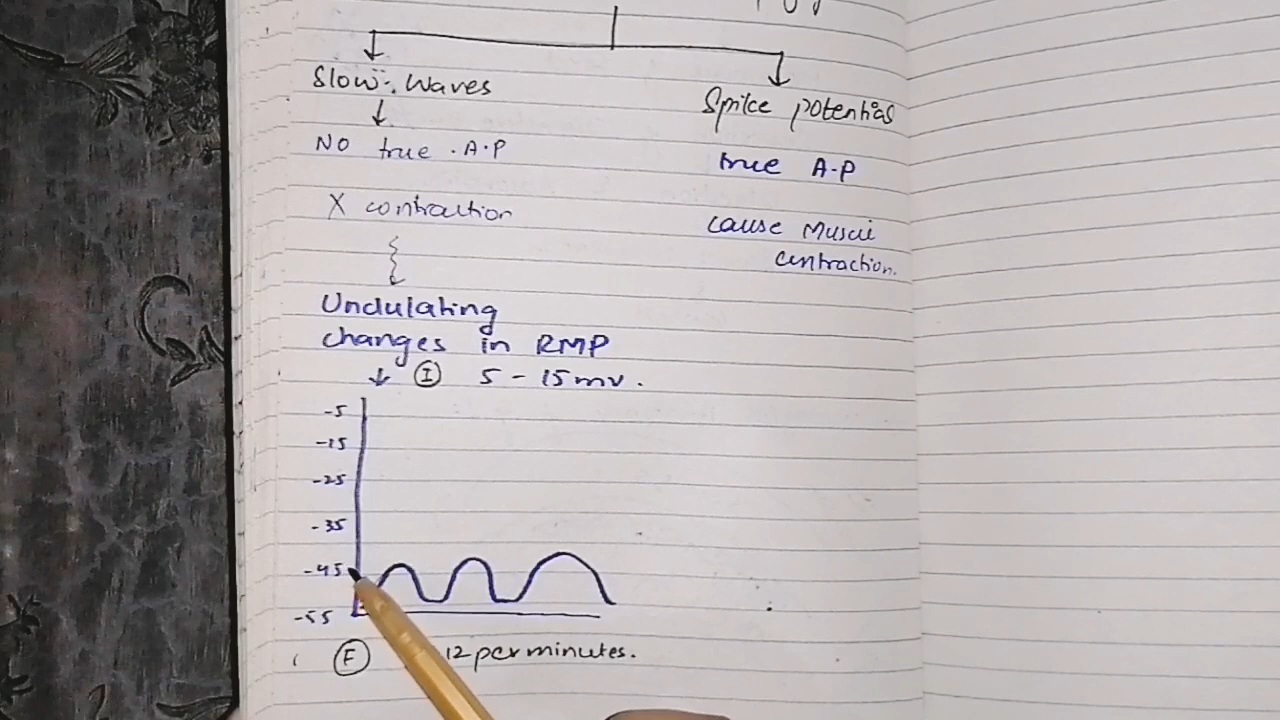 Slow. Waves
Spike potentials
No true .A.P
true A.P
X contraction
cause Muscle
contraction.
Undulating
changes in RMP
↓ Ⓘ 5 - 15mv.
-5
-15
-25
-35
-45
-55
Ⓕ 12 per minutes.